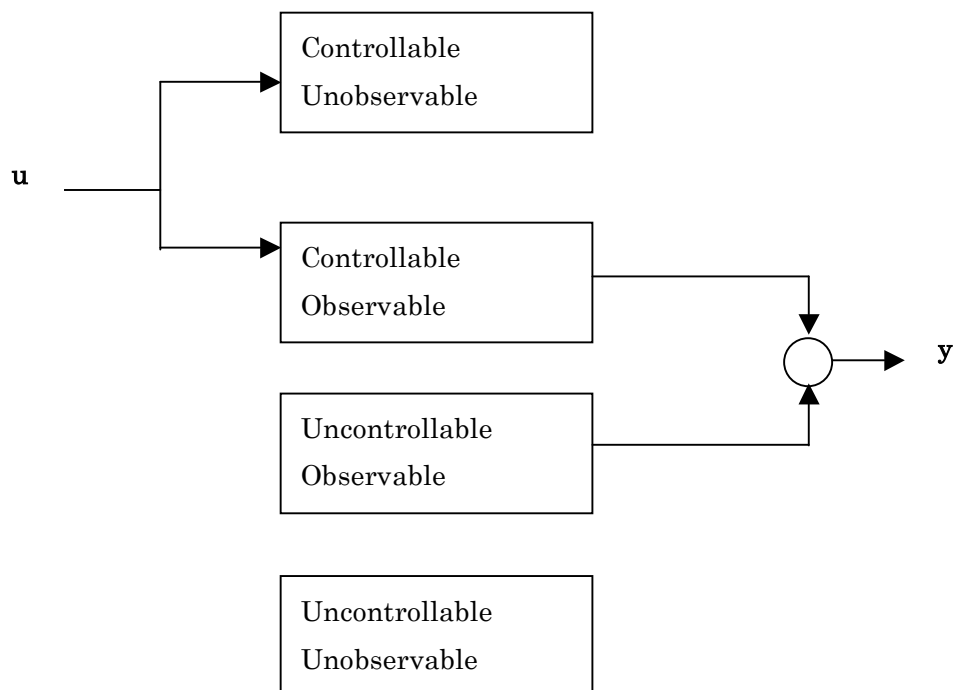 Controllable
Unobservable
u
Controllable
Observable
y
Uncontrollable
Observable
Uncontrollable
Unobservable